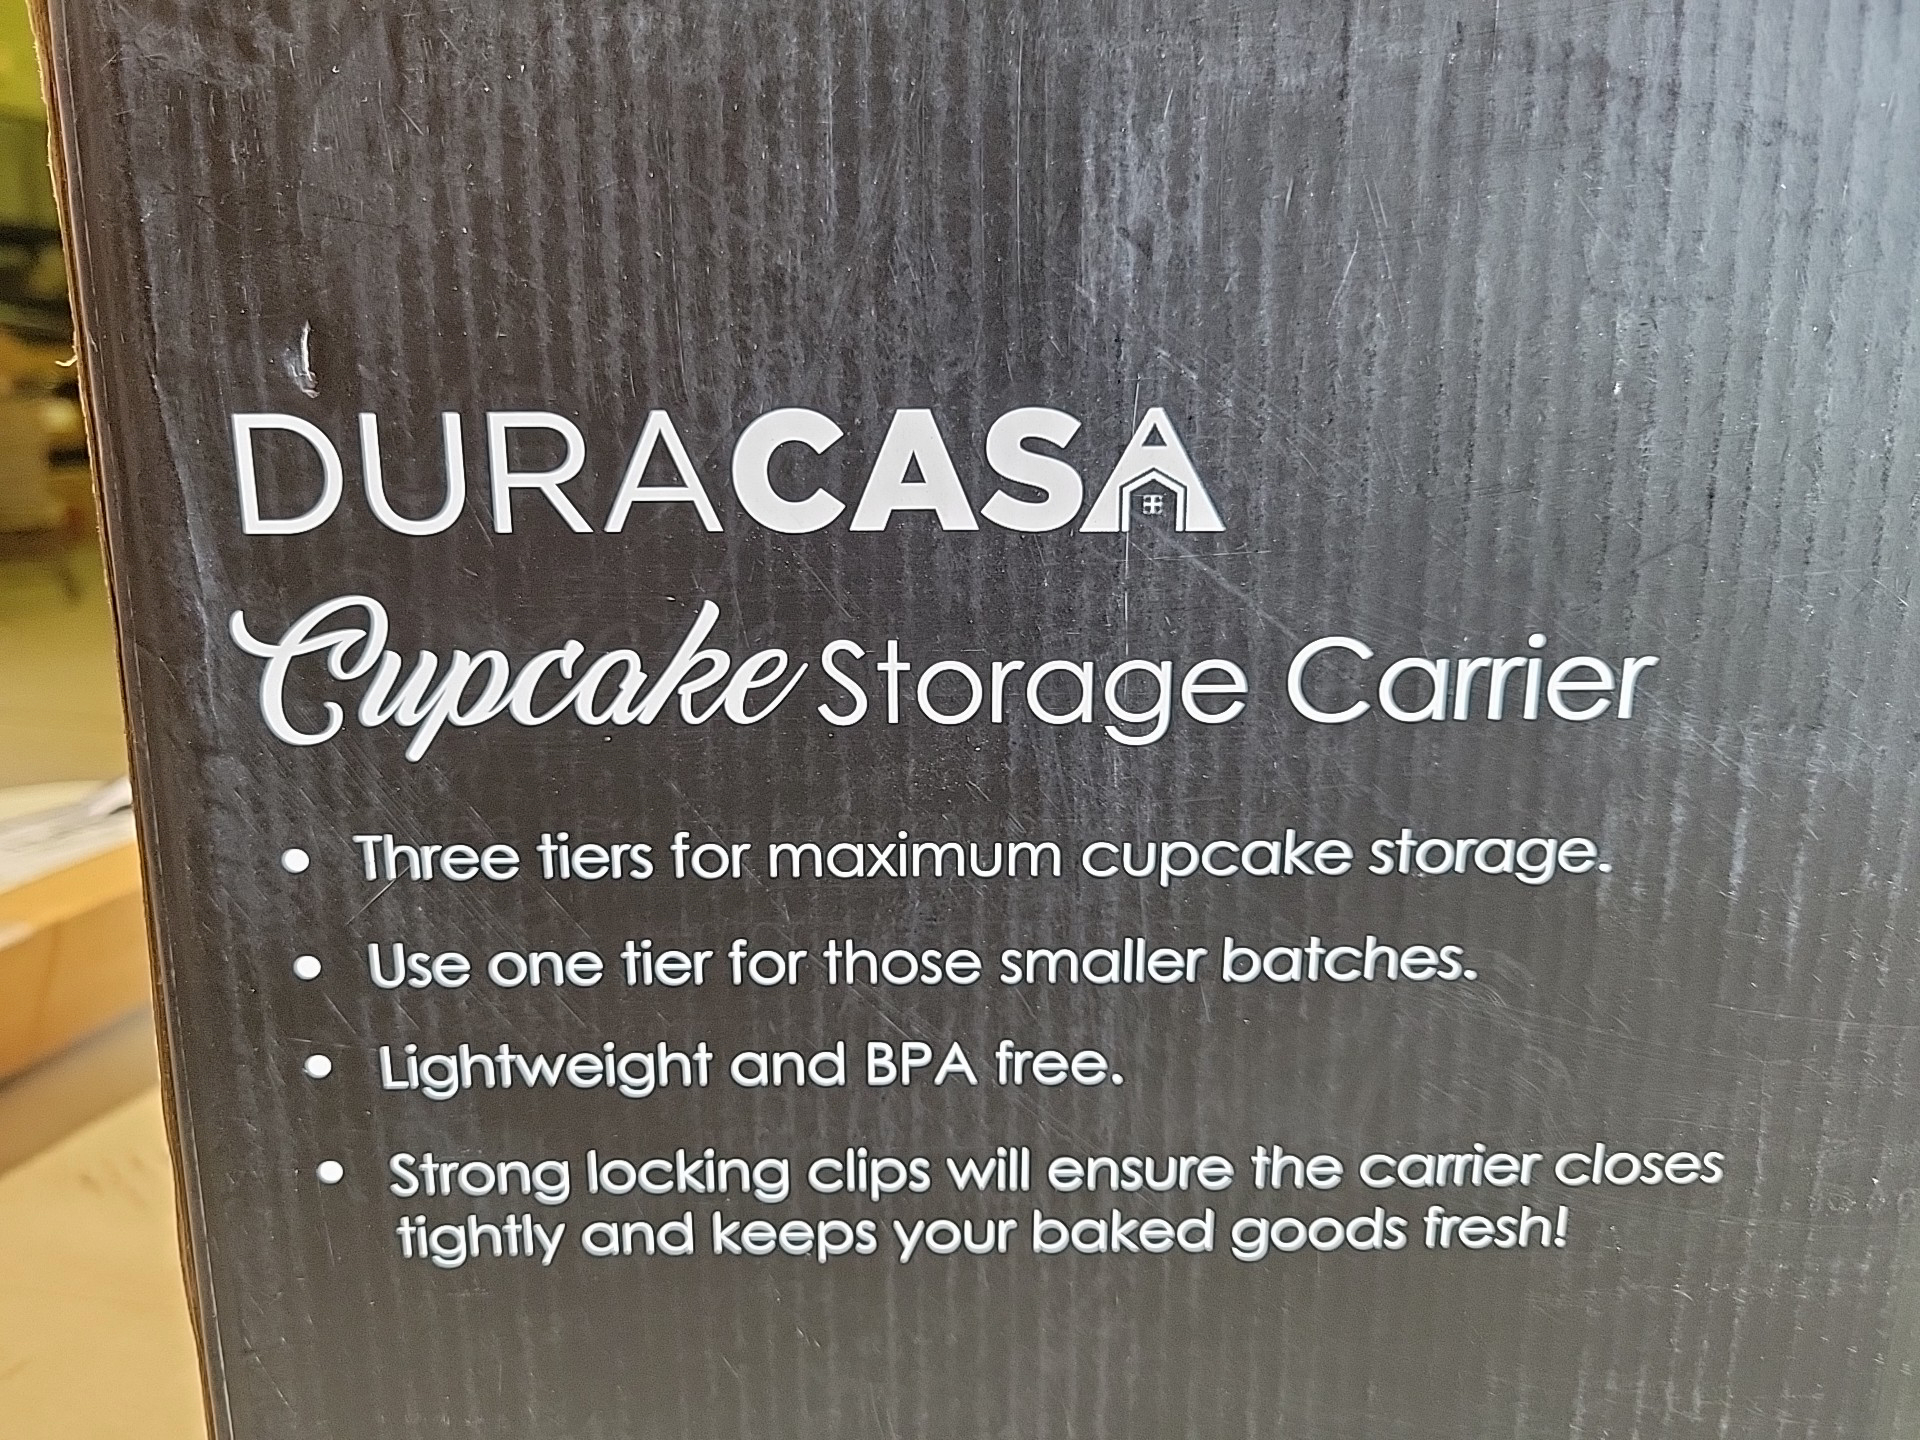 DURACASA
Cupcake Storage Carrier
• Three tiers for maximum cupcake storage.
• Use one tier for those smaller batches.
• Lightweight and BPA free.
• Strong locking clips will ensure the carrier closes
tightly and keeps your baked goods fresh!